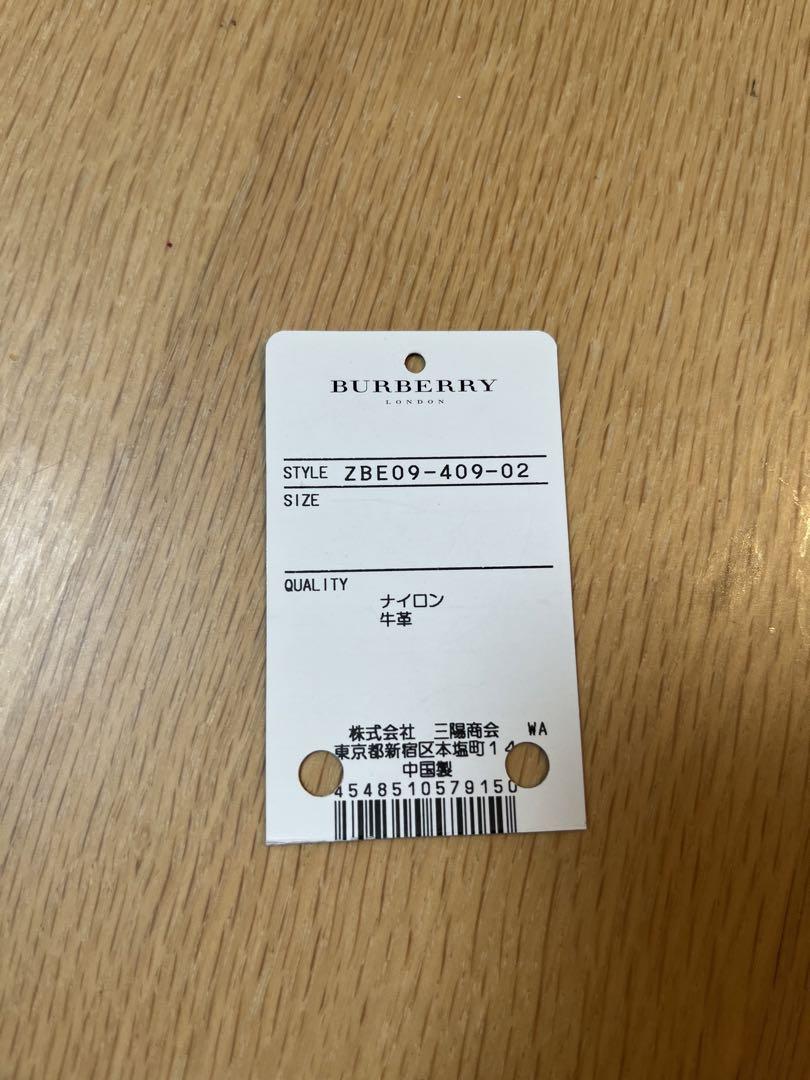 BURBERRY
LONDON
STYLE ZBE09-409-02
SIZE
QUALITY
ナイロン
牛革
株式会社 三陽商会 WA
東京都新宿区本塩町14
中国製
4548510579150